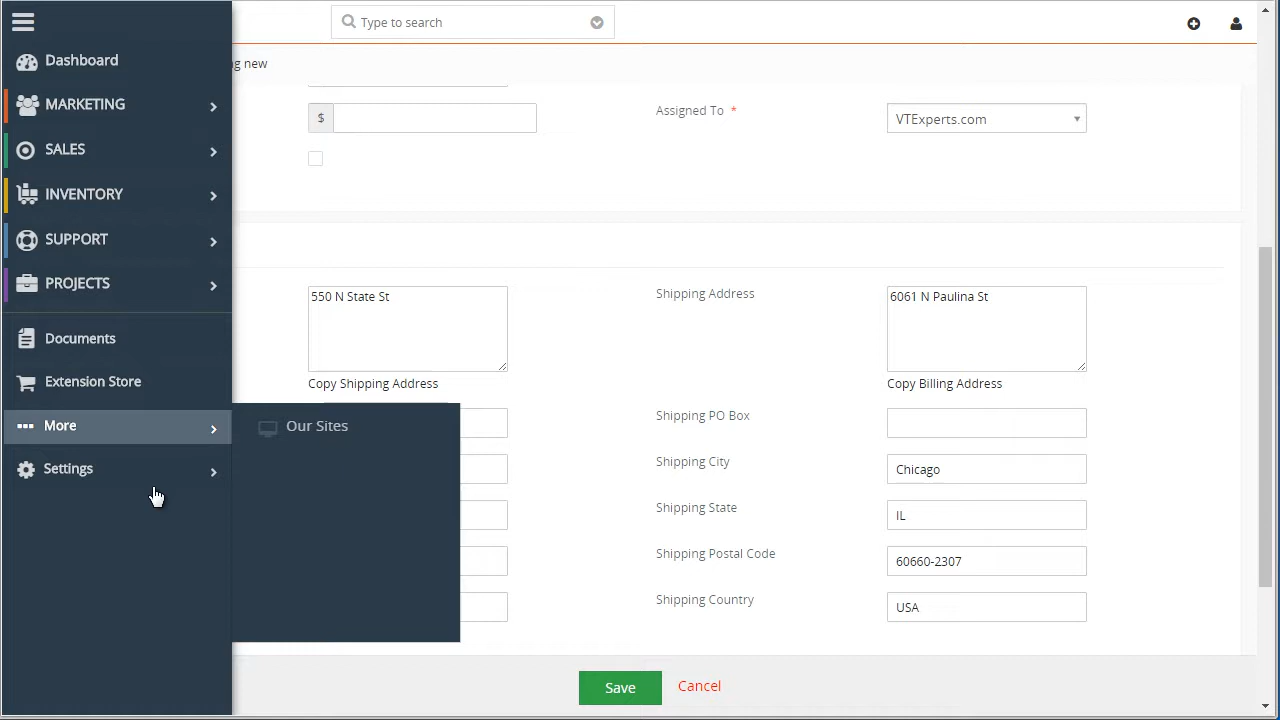 Type to search
Dashboard
g new
MARKETING
$
Assigned To *
VTExperts.com
SALES
INVENTORY
SUPPORT
PROJECTS
550 N State St
Shipping Address
6061 N Paulina St
Documents
Extension Store
Copy Shipping Address
Copy Billing Address
More
Our Sites
Shipping PO Box
Settings
Shipping City
Chicago
Shipping State
IL
Shipping Postal Code
60660-2307
Shipping Country
USA
Save
Cancel